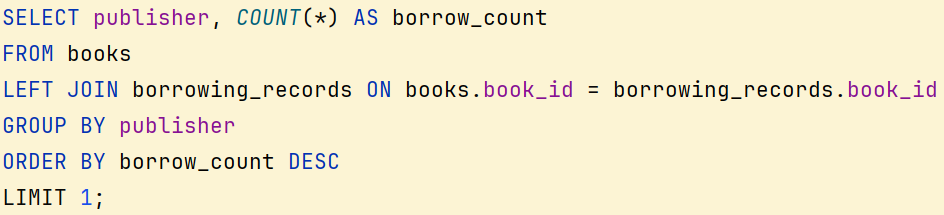 SELECT publisher, COUNT(*) AS borrow_count
FROM books
LEFT JOIN borrowing_records ON books.book_id = borrowing_records.book_id
GROUP BY publisher
ORDER BY borrow_count DESC
LIMIT 1;